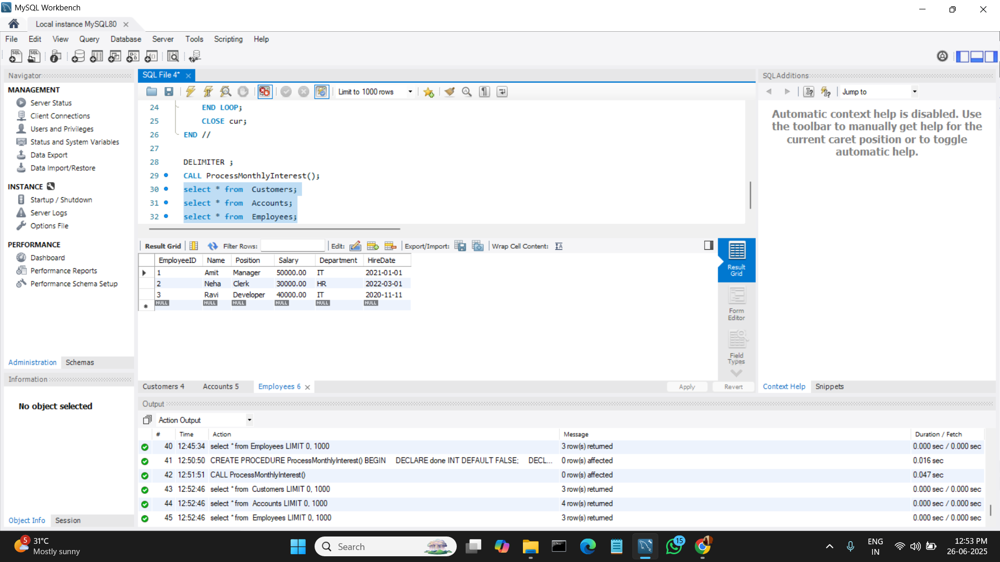 MySQL Workbench
Local instance MySQL80
File Edit View Query Database Server Tools Scripting Help
Navigator
MANAGEMENT
Server Status
Client Connections
Users and Privileges
Status and System Variables
Data Export
Data Import/Restore
INSTANCE
Startup / Shutdown
Server Logs
Options File
PERFORMANCE
Dashboard
Performance Reports
Performance Schema Setup
Administration Schemas
Information
No object selected
Object Info Session
SQL File 4*
Limit to 1000 rows
24 END LOOP;
25 CLOSE cur;
26 END //
27
28 DELIMITER ;
29 CALL ProcessMonthlyInterest();
30 select * from  Customers;
31 select * from  Accounts;
32 select * from  Employees;
Result Grid Filter Rows: Edit: Export/Import: Wrap Cell Content:
EmployeeID Name Position Salary Department HireDate
1 Amit Manager 50000.00 IT 2021-01-01
2 Neha Clerk 30000.00 HR 2022-03-01
3 Ravi Developer 40000.00 IT 2020-11-11
NULL NULL NULL NULL NULL NULL
Result
Grid
Form
Editor
Field
Types
Customers 4 Accounts 5 Employees 6 Apply Revert
SQLAdditions
Jump to
Automatic context help is disabled. Use
the toolbar to manually get help for the
current caret position or to toggle
automatic help.
Context Help Snippets
Output
Action Output
# Time Action Message Duration / Fetch
40 12:45:34 select * from Employees LIMIT 0, 1000 3 row(s) returned 0.000 sec / 0.000 sec
41 12:50:50 CREATE PROCEDURE ProcessMonthlyInterest() BEGIN     DECLARE done INT DEFAULT FALSE;     DECL... 0 row(s) affected 0.016 sec
42 12:51:51 CALL ProcessMonthlyInterest() 0 row(s) affected 0.047 sec
43 12:52:46 select * from  Customers LIMIT 0, 1000 3 row(s) returned 0.000 sec / 0.000 sec
44 12:52:46 select * from  Accounts LIMIT 0, 1000 4 row(s) returned 0.000 sec / 0.000 sec
45 12:52:46 select * from  Employees LIMIT 0, 1000 3 row(s) returned 0.000 sec / 0.000 sec
5
31°C
Mostly sunny
Search
15
ENG
IN
12:53 PM
26-06-2025